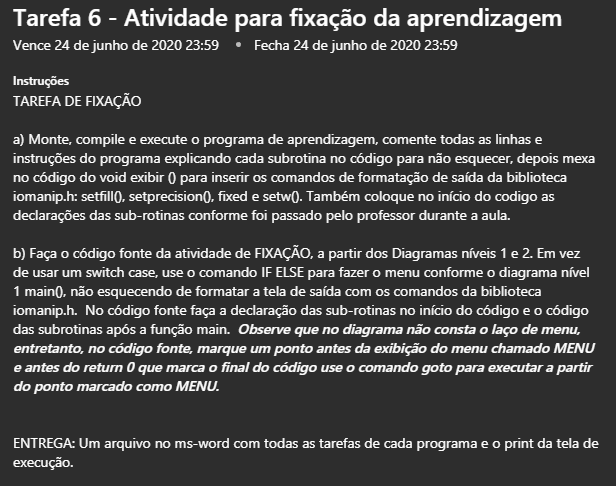 Tarefa 6 - Atividade para fixação da aprendizagem
Vence 24 de junho de 2020 23:59 • Fecha 24 de junho de 2020 23:59
Instruções
TAREFA DE FIXAÇÃO
a) Monte, compile e execute o programa de aprendizagem, comente todas as linhas e
instruções do programa explicando cada subrotina no código para não esquecer, depois mexa
no código do void exibir () para inserir os comandos de formatação de saída da biblioteca
iomanip.h: setfill(), setprecision(), fixed e setw(). Também coloque no início do codigo as
declarações das sub-rotinas conforme foi passado pelo professor durante a aula.
b) Faça o código fonte da atividade de FIXAÇÃO, a partir dos Diagramas níveis 1 e 2. Em vez
de usar um switch case, use o comando IF ELSE para fazer o menu conforme o diagrama nível
1 main(), não esquecendo de formatar a tela de saída com os comandos da biblioteca
iomanip.h. No código fonte faça a declaração das sub-rotinas no início do código e o código
das subrotinas após a função main. Observe que no diagrama não consta o laço de menu,
entretanto, no código fonte, marque um ponto antes da exibição do menu chamado MENU
e antes do return 0 que marca o final do código use o comando goto para executar a partir
do ponto marcado como MENU.
ENTREGA: Um arquivo no ms-word com todas as tarefas de cada programa e o print da tela de
execução.